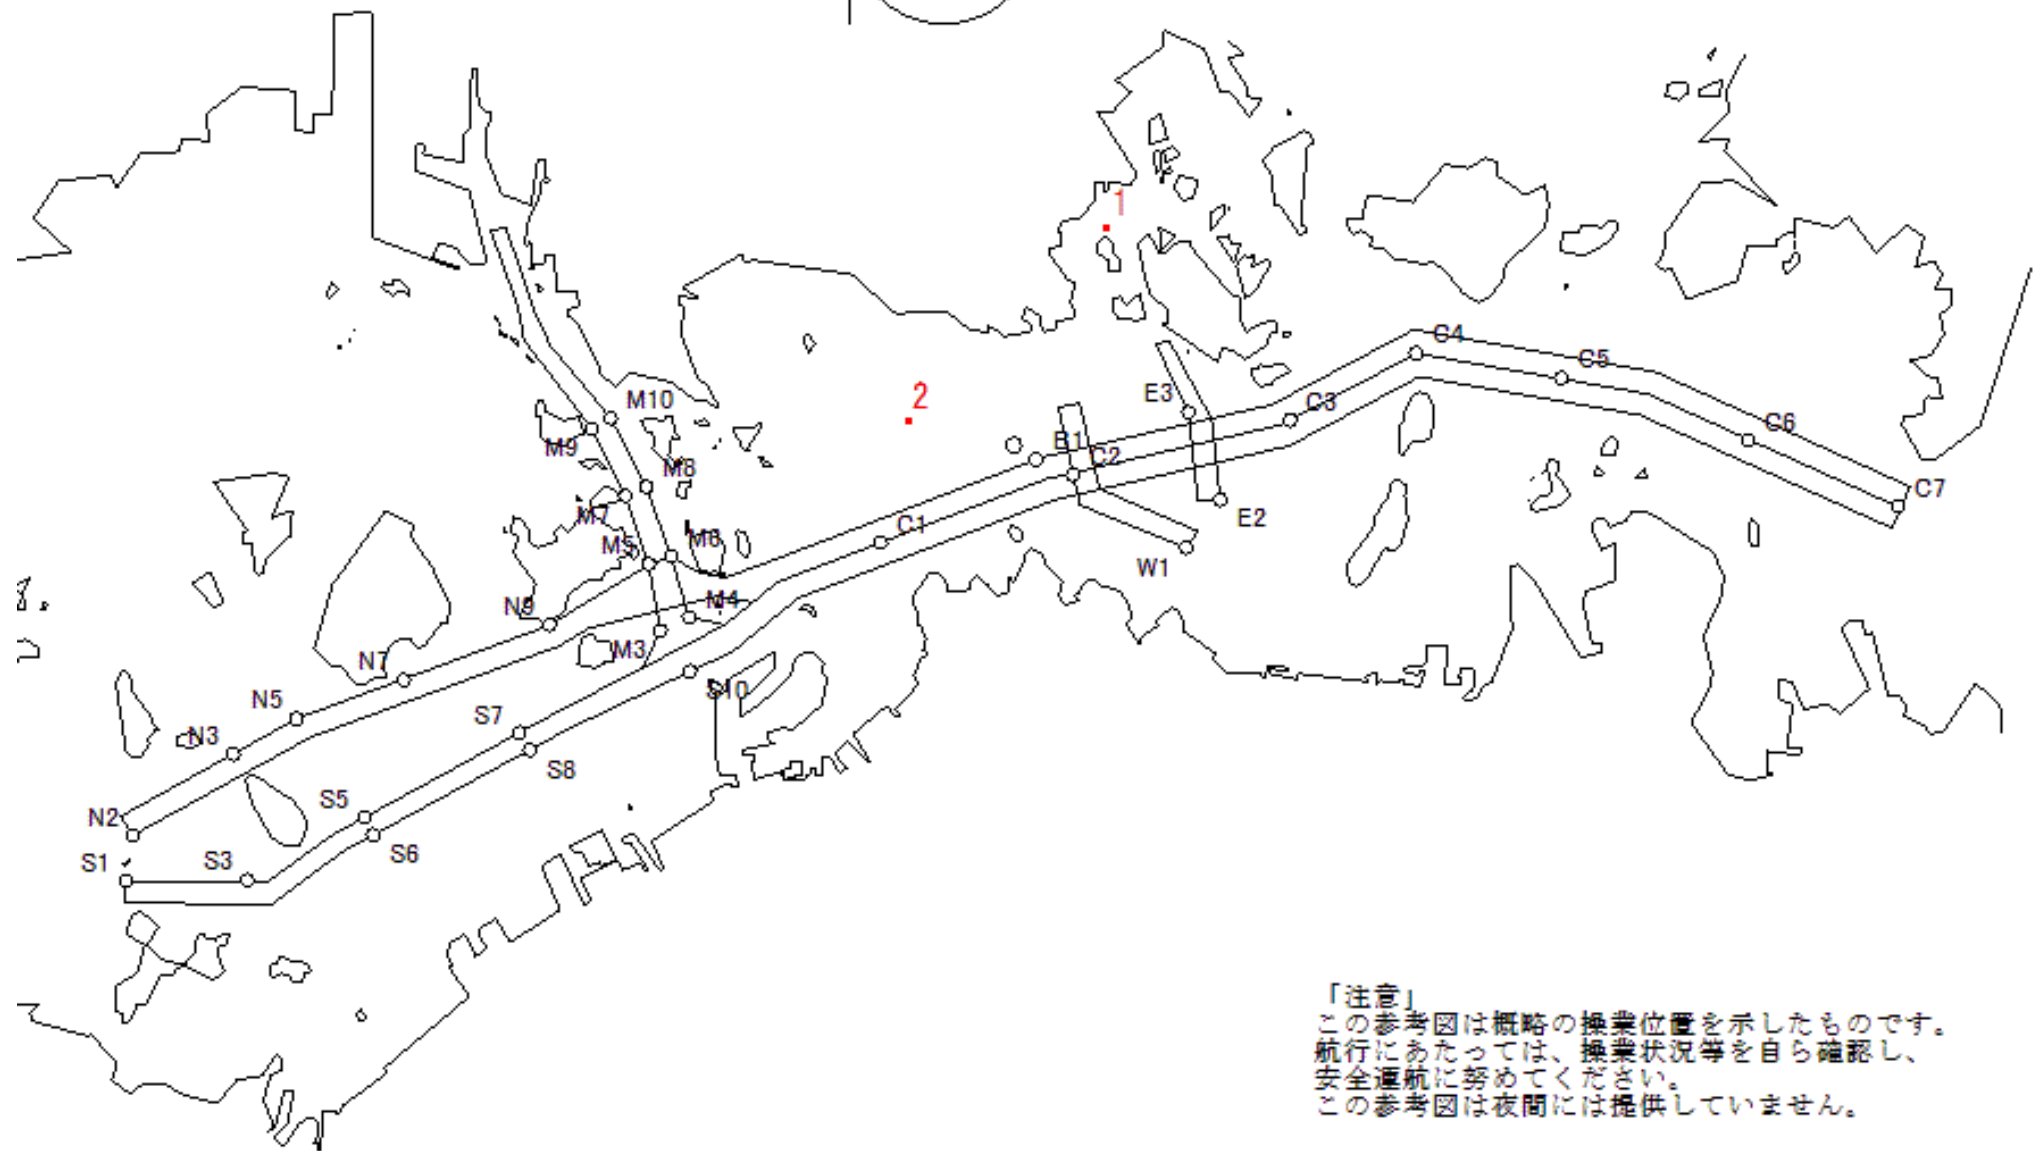 1
C4
C5
2
M10
E3
C3
C6
M9
B1
C2
M8
C7
M7
E2
C1
M5
M6
W1
N9
M4
M3
N7
S10
N5
S7
N3
S8
S5
N2
S6
S1
S3
「注意」
この参考図は概略の操業位置を示したものです。
航行にあたっては、操業状況等を自ら確認し、
安全運航に努めてください。
この参考図は夜間には提供していません。